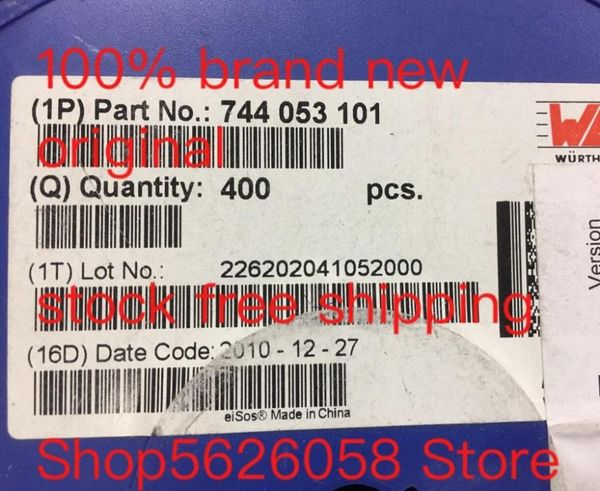 100% brand new
(1P) Part No.: 744 053 101
original
(Q) Quantity: 400 pcs.
WÜRTH
Version
(1T) Lot No.: 226202041052000
stock free shipping
(16D) Date Code: 2010 - 12 - 27
eiSos® Made in China
Shop5626058 Store